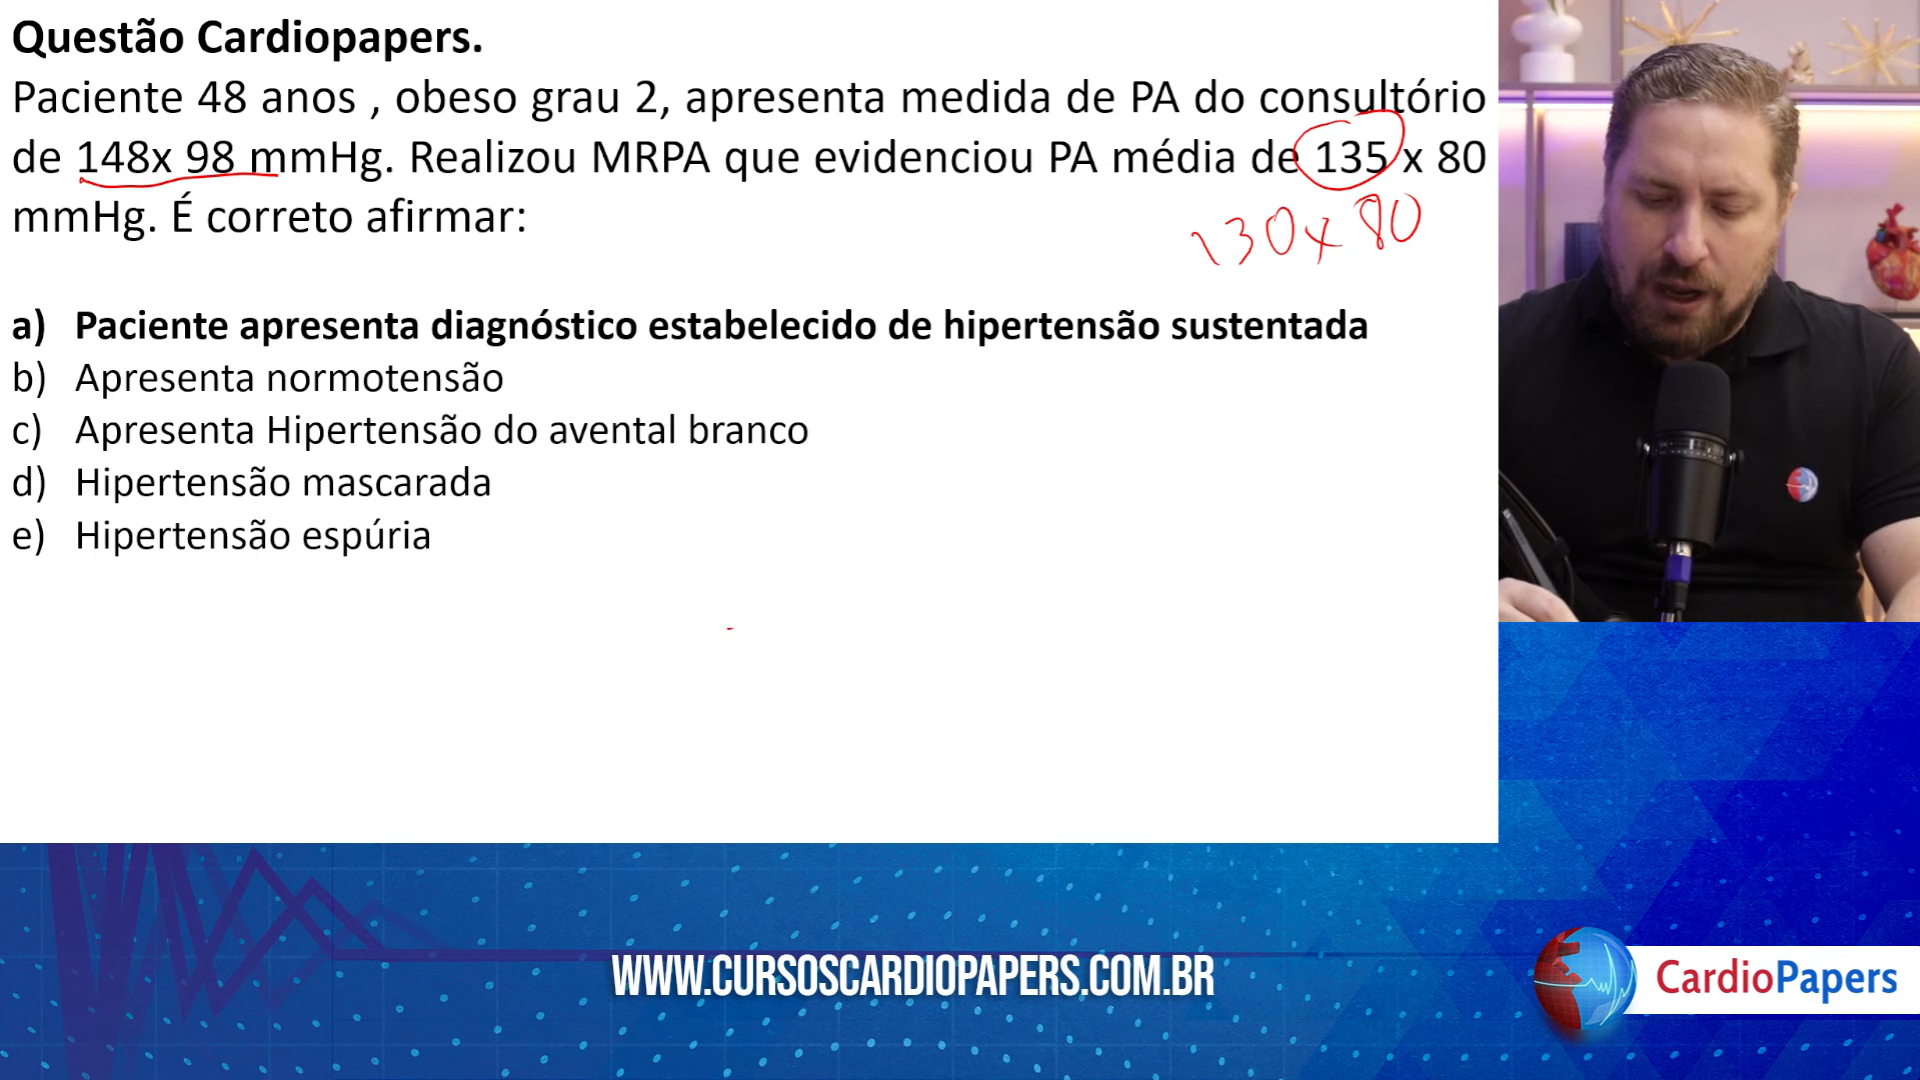 Questão Cardiopapers.
Paciente 48 anos , obeso grau 2, apresenta medida de PA do consultório
de 148x 98 mmHg. Realizou MRPA que evidenciou PA média de 135 x 80
mmHg. É correto afirmar:
130x80
a) Paciente apresenta diagnóstico estabelecido de hipertensão sustentada
b) Apresenta normotensão
c) Apresenta Hipertensão do avental branco
d) Hipertensão mascarada
e) Hipertensão espúria
WWW.CURSOSCARDIOPAPERS.COM.BR
CardioPapers